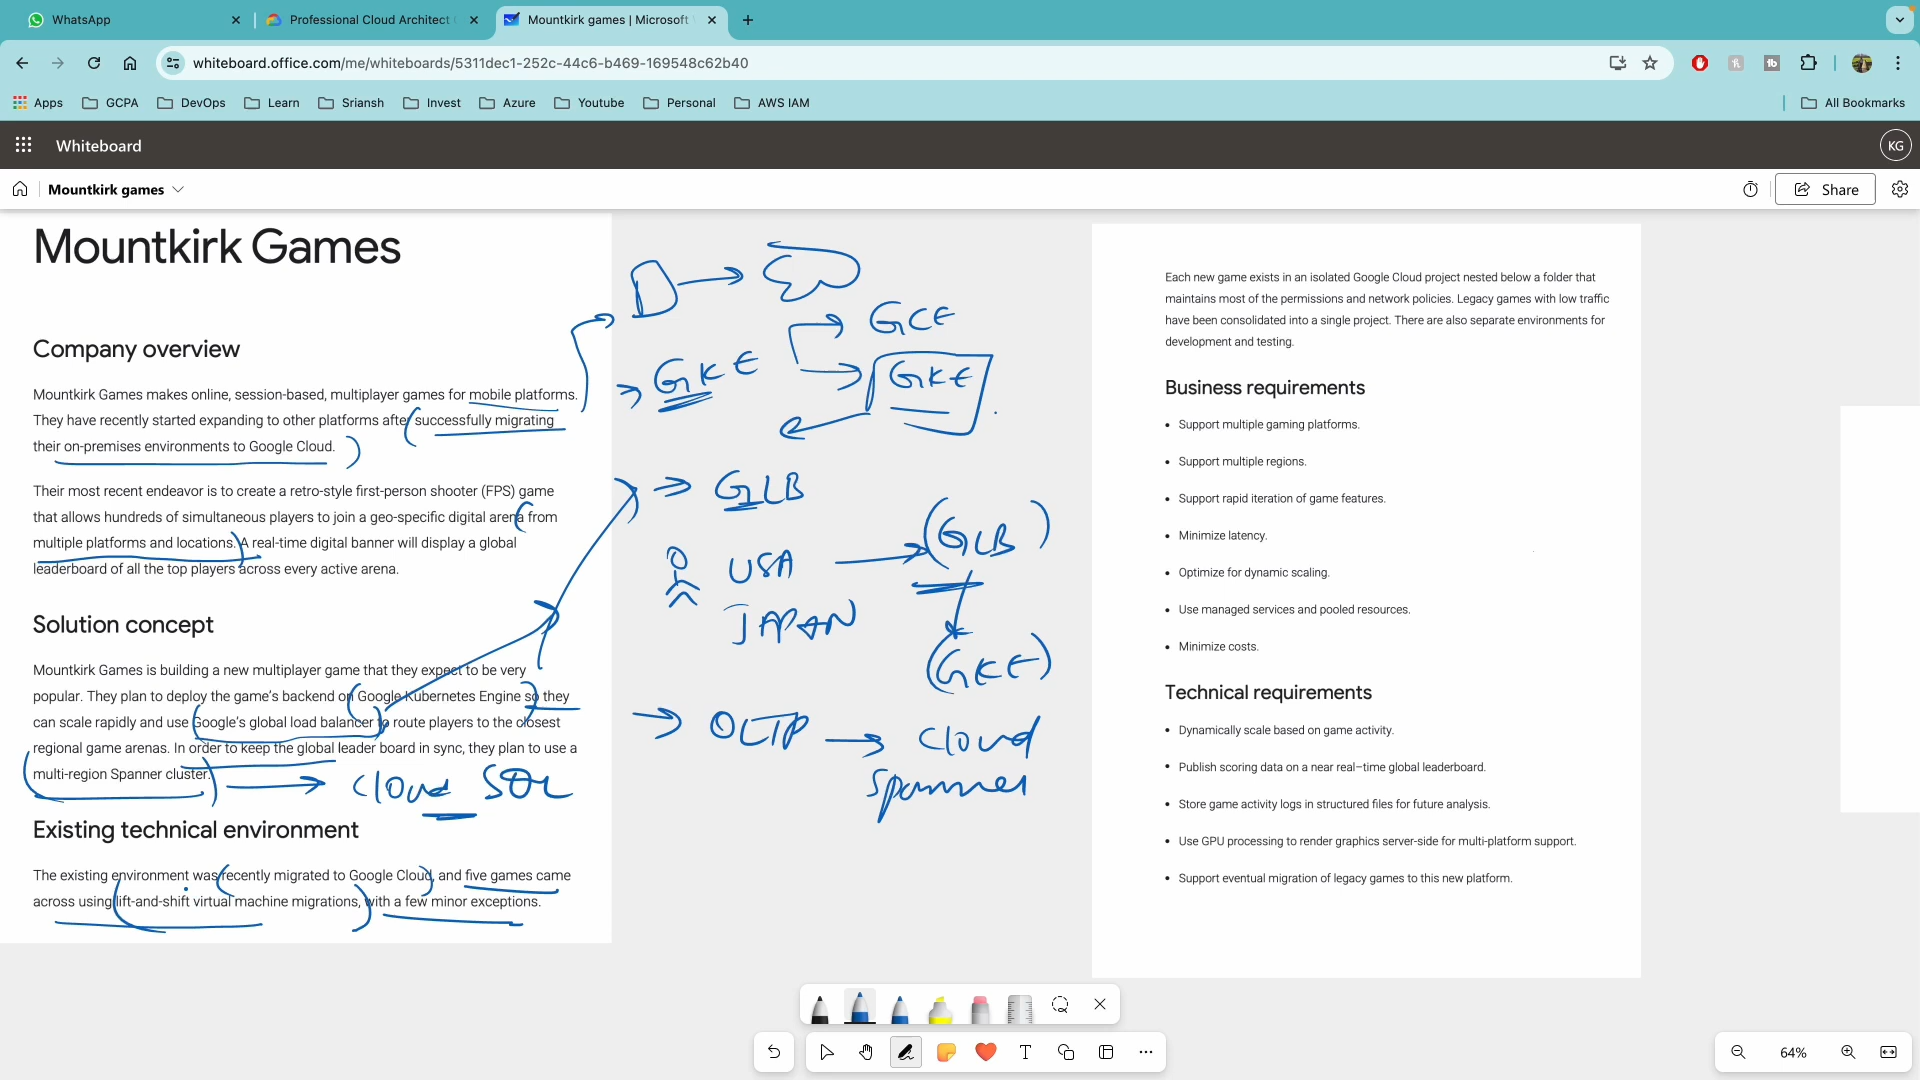 WhatsApp
Professional Cloud Architect
Mountkirk games | Microsoft
whiteboard.office.com/me/whiteboards/5311dec1-252c-44c6-b469-169548c62b40
Apps
GCPA
DevOps
Learn
Sriansh
Invest
Azure
Youtube
Personal
AWS IAM
All Bookmarks
Whiteboard
KG
Mountkirk games
Share
Mountkirk Games
Company overview
Mountkirk Games makes online, session-based, multiplayer games for mobile platforms.
They have recently started expanding to other platforms after successfully migrating
their on-premises environments to Google Cloud.
Their most recent endeavor is to create a retro-style first-person shooter (FPS) game
that allows hundreds of simultaneous players to join a geo-specific digital arena from
multiple platforms and locations. A real-time digital banner will display a global
leaderboard of all the top players across every active arena.
Solution concept
Mountkirk Games is building a new multiplayer game that they expect to be very
popular. They plan to deploy the game's backend on Google Kubernetes Engine so they
can scale rapidly and use Google's global load balancer to route players to the closest
regional game arenas. In order to keep the global leader board in sync, they plan to use a
multi-region Spanner cluster.
Cloud SQL
Existing technical environment
The existing environment was recently migrated to Google Cloud, and five games came
across using lift-and-shift virtual machine migrations, with a few minor exceptions.
GCE
GKE
GKE
GLB
(GLB)
USA
JAPAN
(GKE)
OLTP
Cloud
Spanner
Each new game exists in an isolated Google Cloud project nested below a folder that
maintains most of the permissions and network policies. Legacy games with low traffic
have been consolidated into a single project. There are also separate environments for
development and testing.
Business requirements
• Support multiple gaming platforms.
• Support multiple regions.
• Support rapid iteration of game features.
• Minimize latency.
• Optimize for dynamic scaling.
• Use managed services and pooled resources.
• Minimize costs.
Technical requirements
• Dynamically scale based on game activity.
• Publish scoring data on a near real–time global leaderboard.
• Store game activity logs in structured files for future analysis.
• Use GPU processing to render graphics server-side for multi-platform support.
• Support eventual migration of legacy games to this new platform.
64%